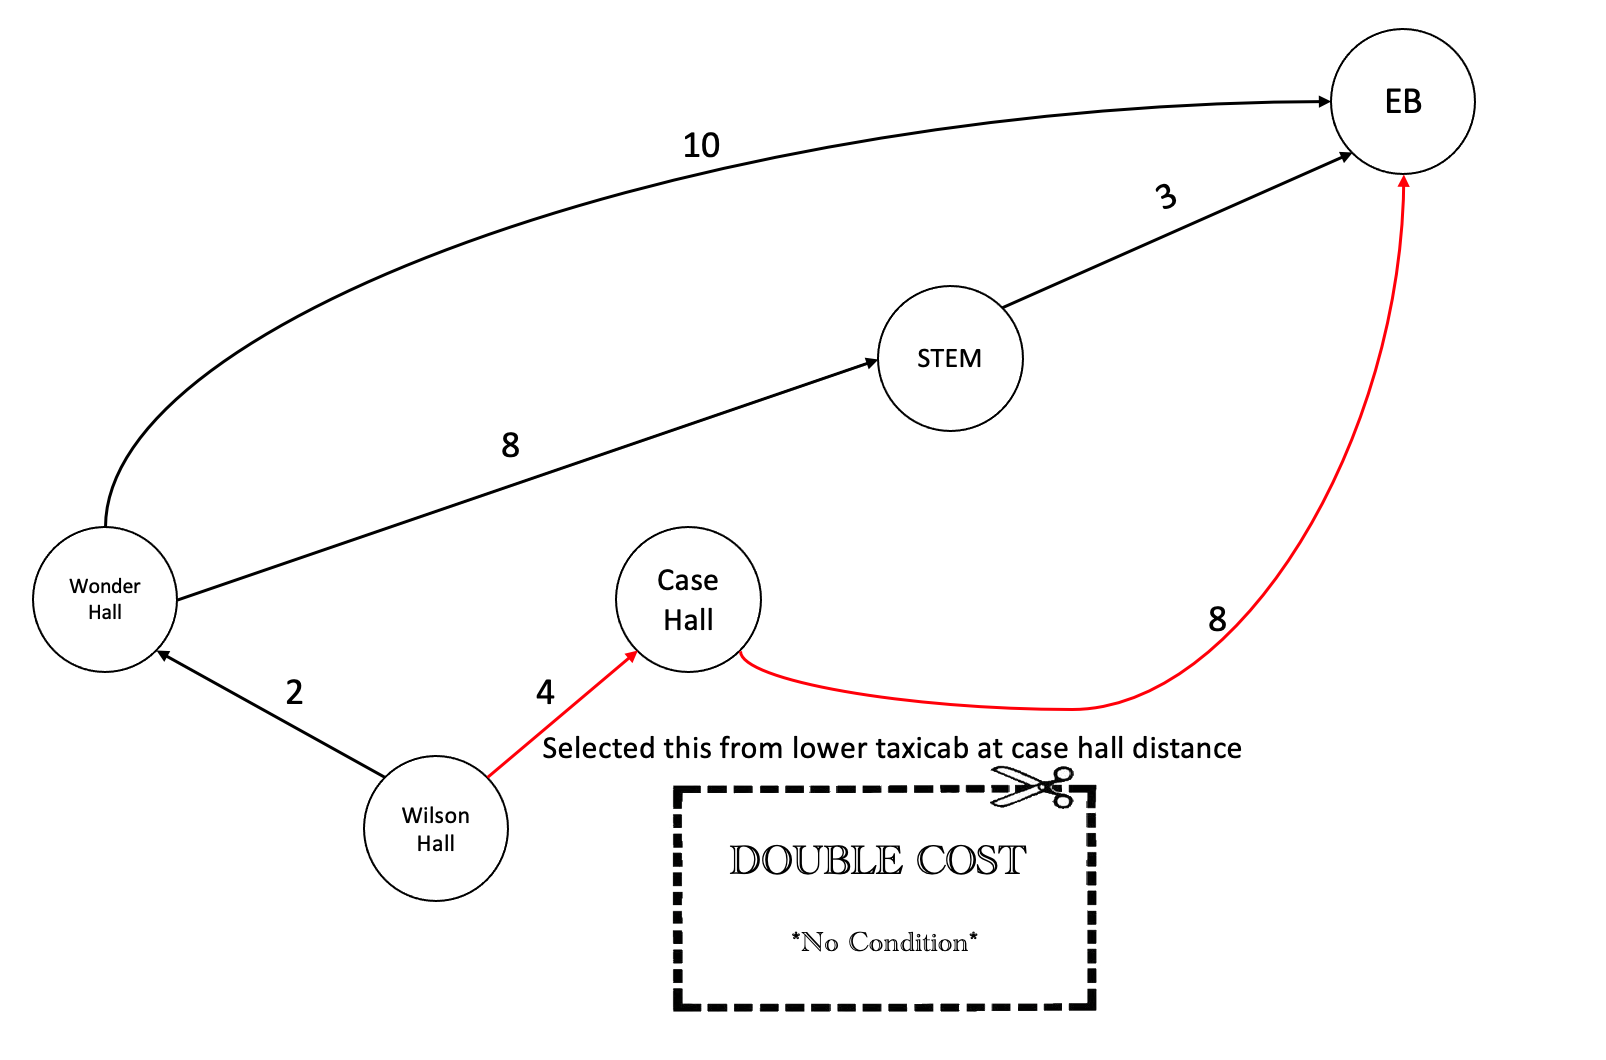 EB
10
3
STEM
8
Wonder
Hall
Case
Hall
8
2
4
Selected this from lower taxicab at case hall distance
Wilson
Hall
DOUBLE COST
*No Condition*